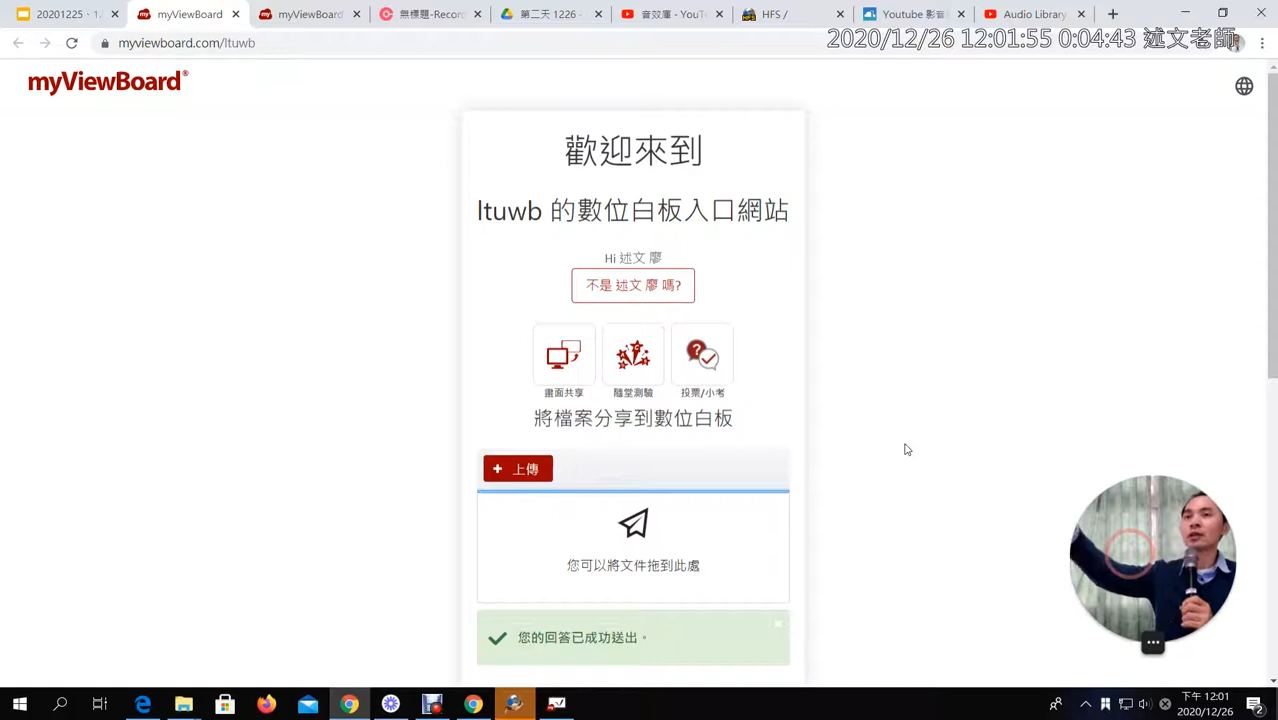 20201225、
myViewBoard
myViewBoard
無標題-Record
第二天 1226 -
音效庫 - YouTu
HFS /
Youtube 影音
Audio Library
myviewboard.com/ltuwb
2020/12/26 12:01:55 0:04:43 述文老師
myViewBoard®
歡迎來到
ltuwb 的數位白板入口網站
Hi 述文 廖
不是 述文 廖 嗎?
畫面共享
隨堂測驗
投票/小考
將檔案分享到數位白板
+ 上傳
您可以將文件拖到此處
您的回答已成功送出。
下午 12:01
2020/12/26
2